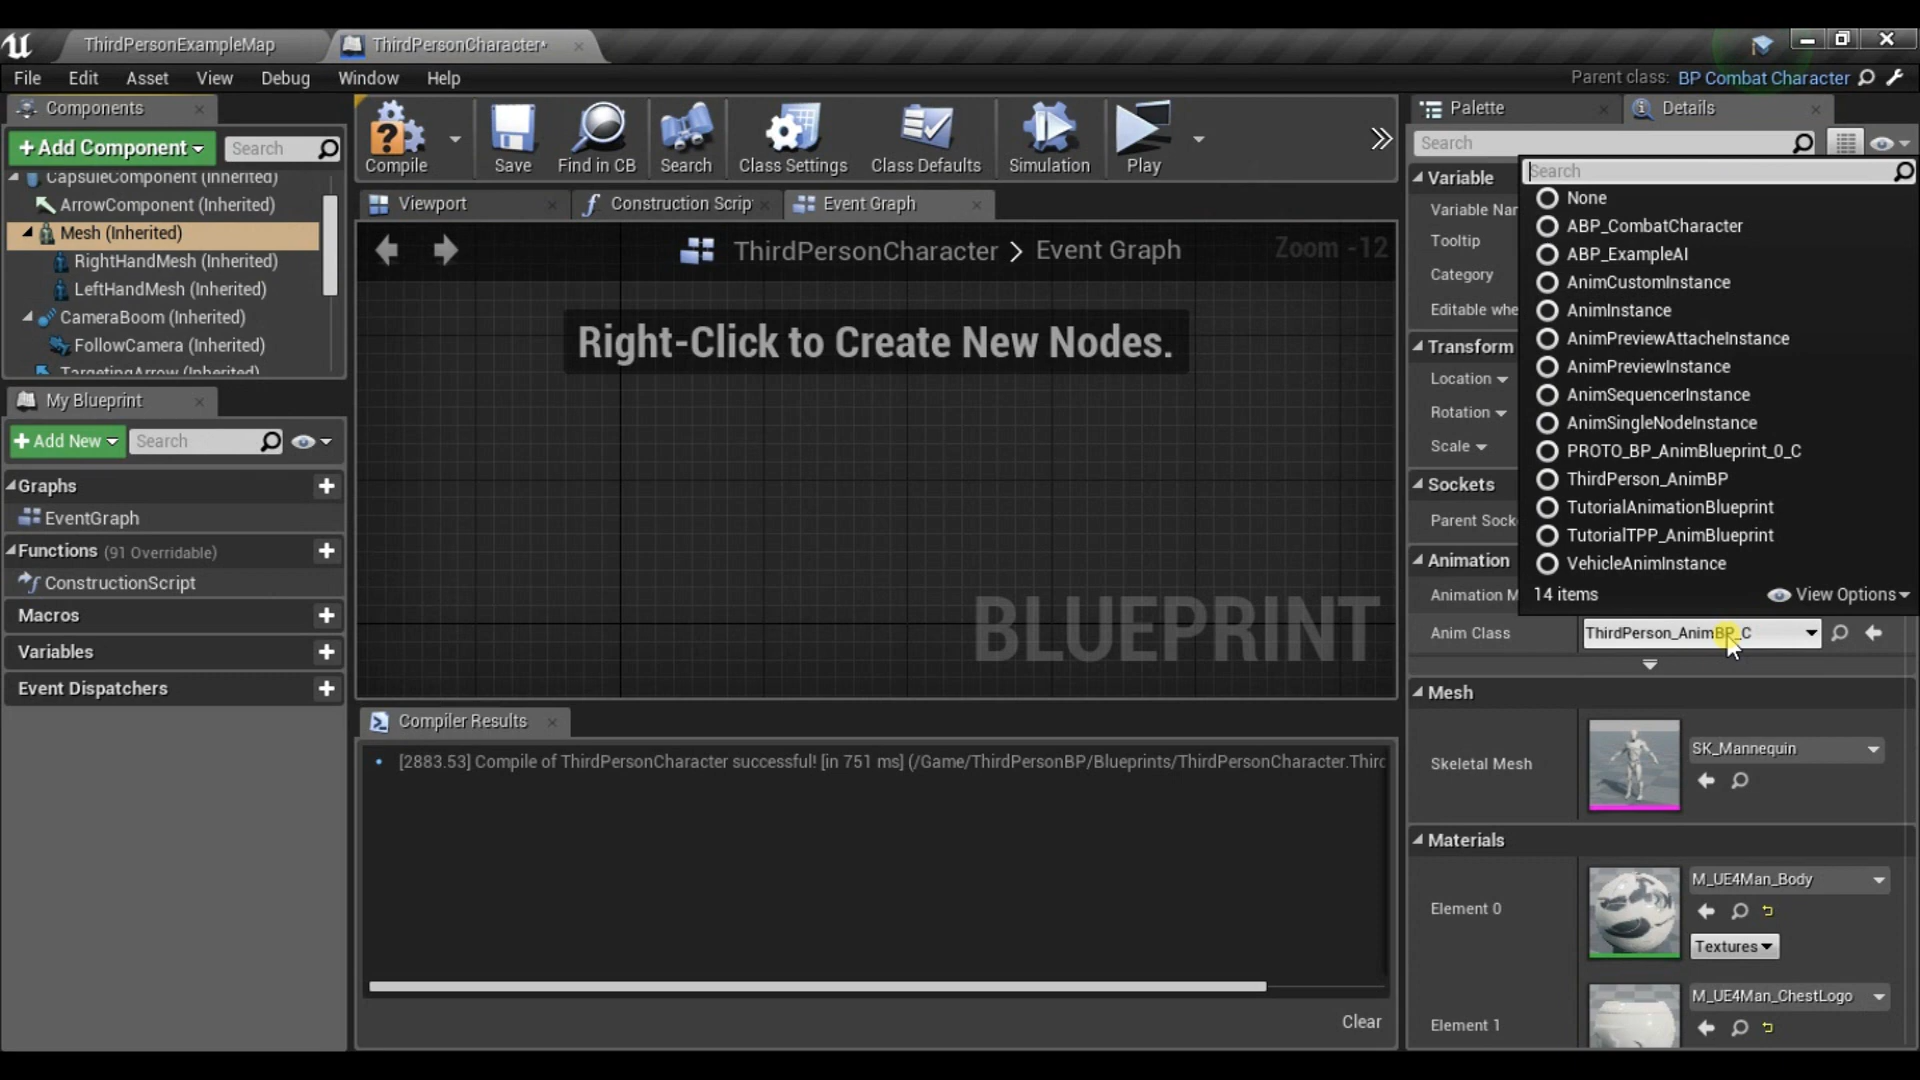 ThirdPersonExampleMap
ThirdPersonCharacter*
File Edit Asset View Debug Window Help
Parent class: BP Combat Character
Components
+Add Component
Search
CapsuleComponent (Inherited)
ArrowComponent (Inherited)
Mesh (Inherited)
RightHandMesh (Inherited)
LeftHandMesh (Inherited)
CameraBoom (Inherited)
FollowCamera (Inherited)
TargetingArrow (Inherited)
My Blueprint
+Add New
Search
Graphs
EventGraph
Functions (91 Overridable)
ConstructionScript
Macros
Variables
Event Dispatchers
Compile
Save
Find in CB
Search
Class Settings
Class Defaults
Simulation
Play
Viewport
Construction Scrip
Event Graph
ThirdPersonCharacter > Event Graph
Zoom -12
Right-Click to Create New Nodes.
BLUEPRINT
Compiler Results
[2883.53] Compile of ThirdPersonCharacter successful! [in 751 ms] (/Game/ThirdPersonBP/Blueprints/ThirdPersonCharacter.Thirc
Clear
Palette
Details
Search
Variable
Variable Nar
Tooltip
Category
Editable whe
Transform
Location
Rotation
Scale
Sockets
Parent Sock
Animation
Animation M
Search
None
ABP_CombatCharacter
ABP_ExampleAI
AnimCustomInstance
AnimInstance
AnimPreviewAttacheInstance
AnimPreviewInstance
AnimSequencerInstance
AnimSingleNodeInstance
PROTO_BP_AnimBlueprint_0_C
ThirdPerson_AnimBP
TutorialAnimationBlueprint
TutorialTPP_AnimBlueprint
VehicleAnimInstance
14 items
View Options
Anim Class
ThirdPerson_AnimBP_C
Mesh
Skeletal Mesh
SK_Mannequin
Materials
Element 0
M_UE4Man_Body
Textures
Element 1
M_UE4Man_ChestLogo